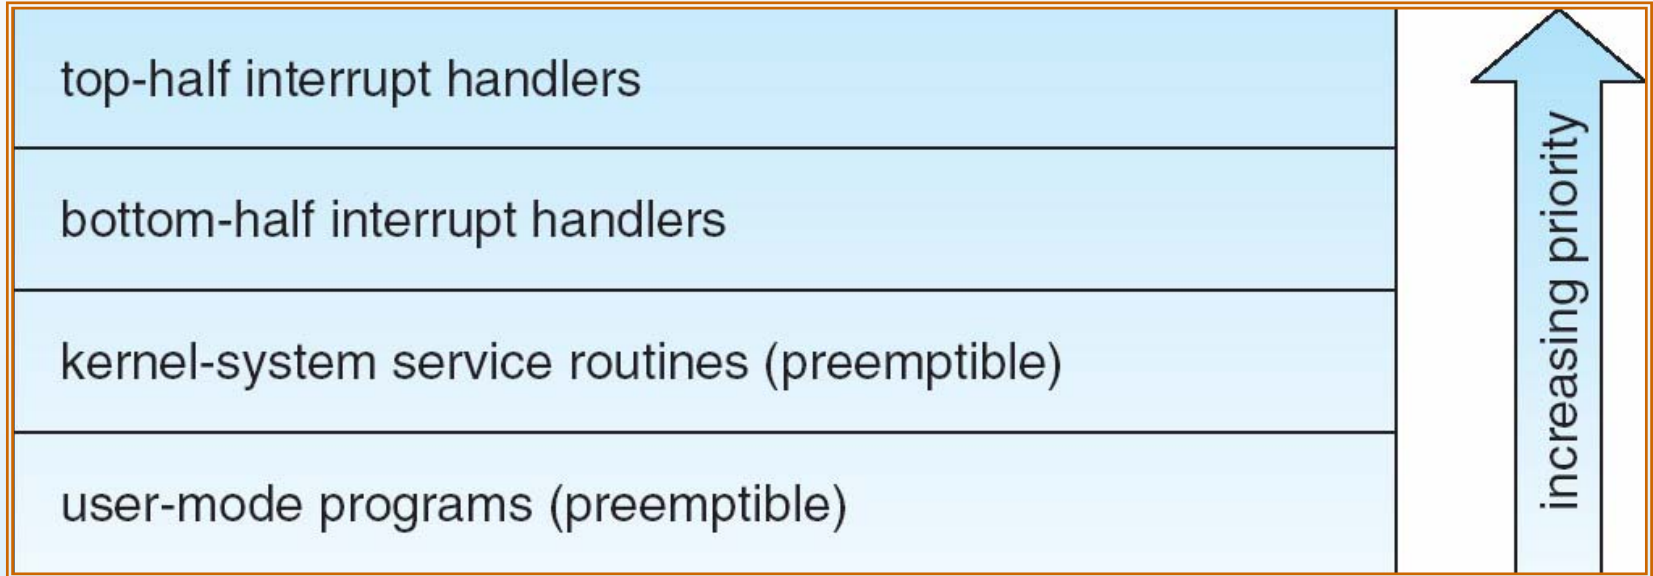 top-half interrupt handlers
bottom-half interrupt handlers
kernel-system service routines (preemptible)
user-mode programs (preemptible)
increasing priority